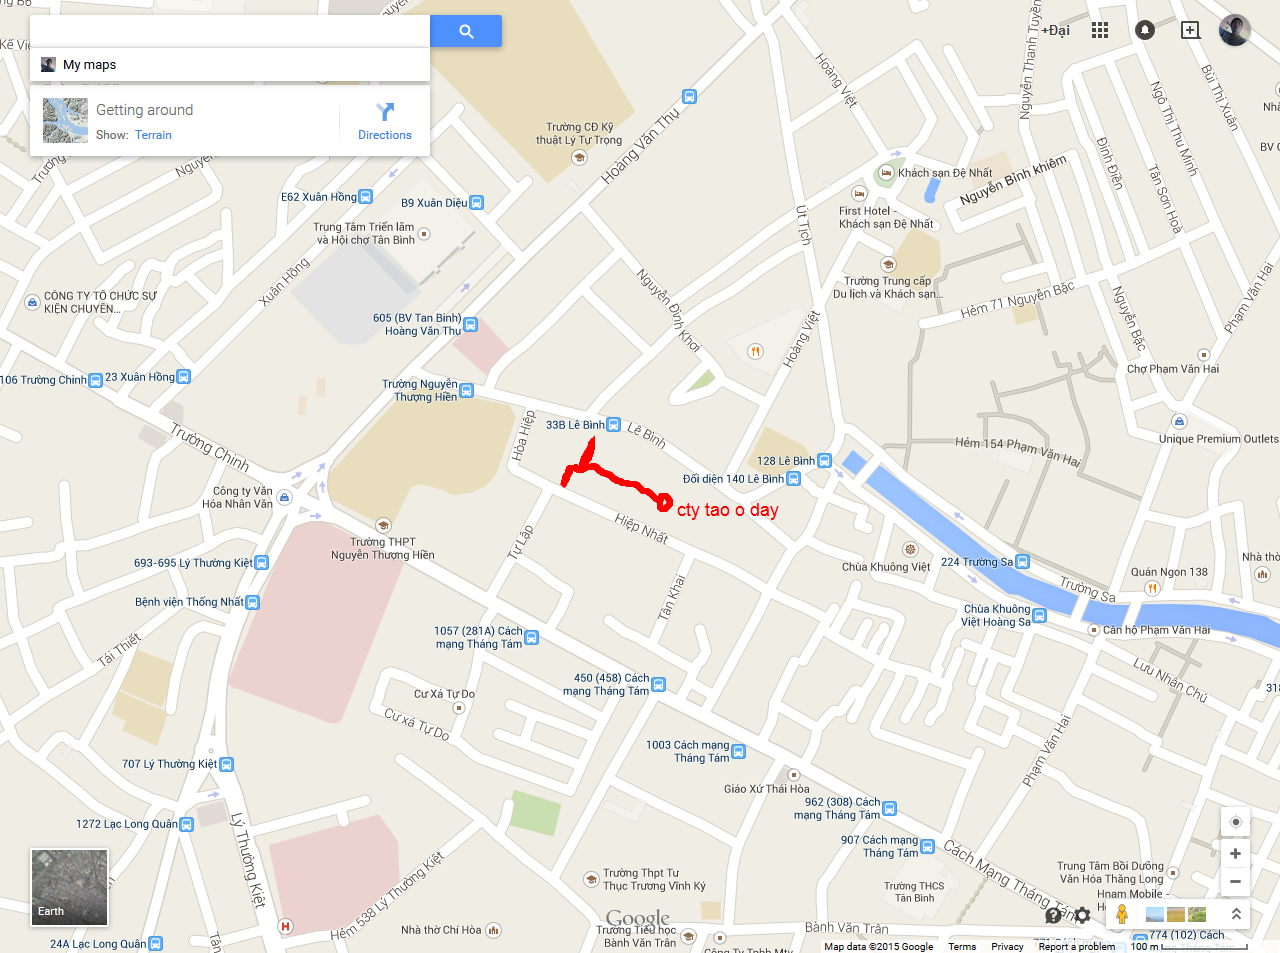 My maps
Getting around
Show: Terrain
Directions
+Đại
Nguyễn Thanh Tuyền
Bùi Thị Xuân
Ngô Thị Thu Minh
Hoàng Việt
Trường CĐ Kỹ
thuật Lý Tự Trọng
Hoàng Văn Thụ
Đinh Điền
Tân Sơn Hoà
Khách sạn Đệ Nhất
Nguyễn Bỉnh khiêm
E62 Xuân Hồng
B9 Xuân Diệu
First Hotel -
Khách sạn Đệ Nhất
Út Tịch
Trung Tâm Triển lãm
và Hội chợ Tân Bình
Xuân Hồng
Nguyễn Đình Khơi
Trường Trung cấp
Du lịch và Khách sạn...
Phạm Văn Hai
CÔNG TY TỔ CHỨC SỰ
KIỆN CHUYÊN...
605 (BV Tan Binh)
Hoàng Văn Thụ
Hẻm 71 Nguyễn Bặc
Nguyễn Bặc
Hoàng Việt
Chợ Phạm Văn Hai
106 Trường Chinh
23 Xuân Hồng
Trường Nguyễn
Thượng Hiền
Hòa Hiệp
33B Lê Bình
Lê Bình
Trường Chinh
Unique Premium Outlets
Hẻm 154 Phạm Văn Hai
128 Lê Bình
Đối diện 140 Lê Bình
Công ty Văn
Hóa Nhân Văn
cty tao o day
Hiệp Nhất
Tự Lập
Trường THPT
Nguyễn Thượng Hiền
693-695 Lý Thường Kiệt
Chùa Khuông Việt
224 Trường Sa
Trường Sa
Quán Ngon 138
Nhà thờ
Bệnh viện Thống Nhất
Tân Khai
Chùa Khuông
Việt Hoàng Sa
Căn hộ Phạm Văn Hai
1057 (281A) Cách
mạng Tháng Tám
Tái Thiết
Lưu Nhân Chú
450 (458) Cách
mạng Tháng Tám
Cư Xá Tự Do
Cư xá Tự Do
Phạm Văn Hai
1003 Cách mạng
Tháng Tám
707 Lý Thường Kiệt
Giáo Xứ Thái Hòa
962 (308) Cách
mạng Tháng Tám
1272 Lạc Long Quân
Lý Thường Kiệt
907 Cách mạng
Tháng Tám
Cách Mạng Tháng Tám
Hẻm 538 Lý Thường Kiệt
Trường Thpt Tư
Thục Trương Vĩnh Ký
Trường THCS
Tân Bình
Trung Tâm Bồi Dưỡng
Văn Hóa Thăng Long
Hnam Mobile -
Earth
Google
Nhà thờ Chí Hòa
Trường Tiểu học
Bành Văn Trân
Bành Văn Trân
24A Lạc Long Quân
774 (102) Cách
mạng Tháng Tám
Map data ©2015 Google Terms Privacy Report a problem 100 m